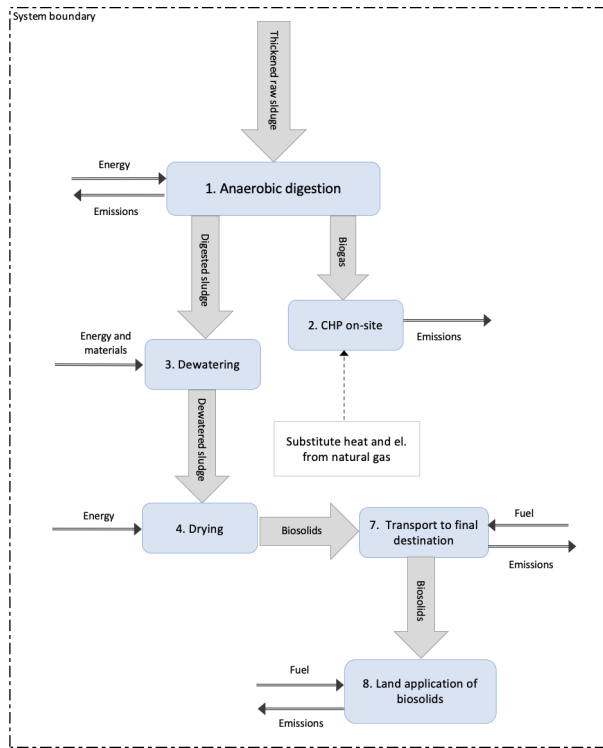 System boundary
Thickened raw slduge
Energy
1. Anaerobic digestion
Emissions
Digested sludge
Biogas
2. CHP on-site
Emissions
Energy and
materials
3. Dewatering
Dewatered sludge
Substitute heat and el.
from natural gas
Energy
4. Drying
Biosolids
7. Transport to final
destination
Fuel
Emissions
Biosolids
Fuel
8. Land application of
biosolids
Emissions